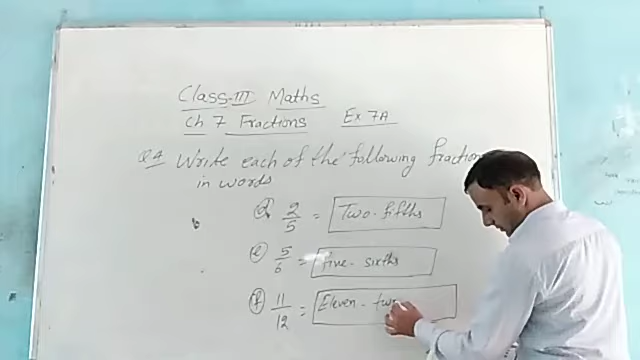 Class-III Maths
Ch 7 Fractions Ex 7A
Q4 Write each of the following fraction
in words
(d) 2/5 = Two-fifths
(e) 5/6 = five-sixths
(f) 11/12 = Eleven-tw